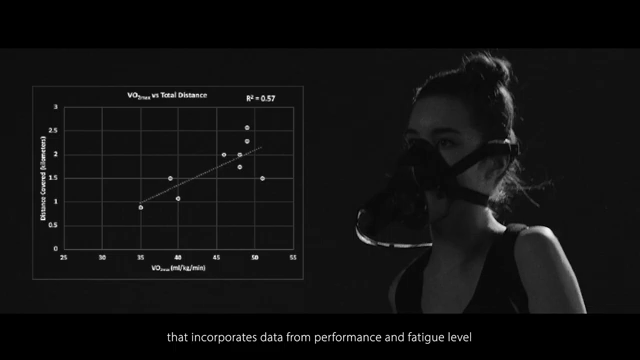 VO₂max vs Total Distance
R² = 0.57
Distance Covered (kilometers)
3
2.5
2
1.5
1
0.5
0
25 30 35 40 45 50 55
VO₂max (ml/kg/min)
that incorporates data from performance and fatigue level